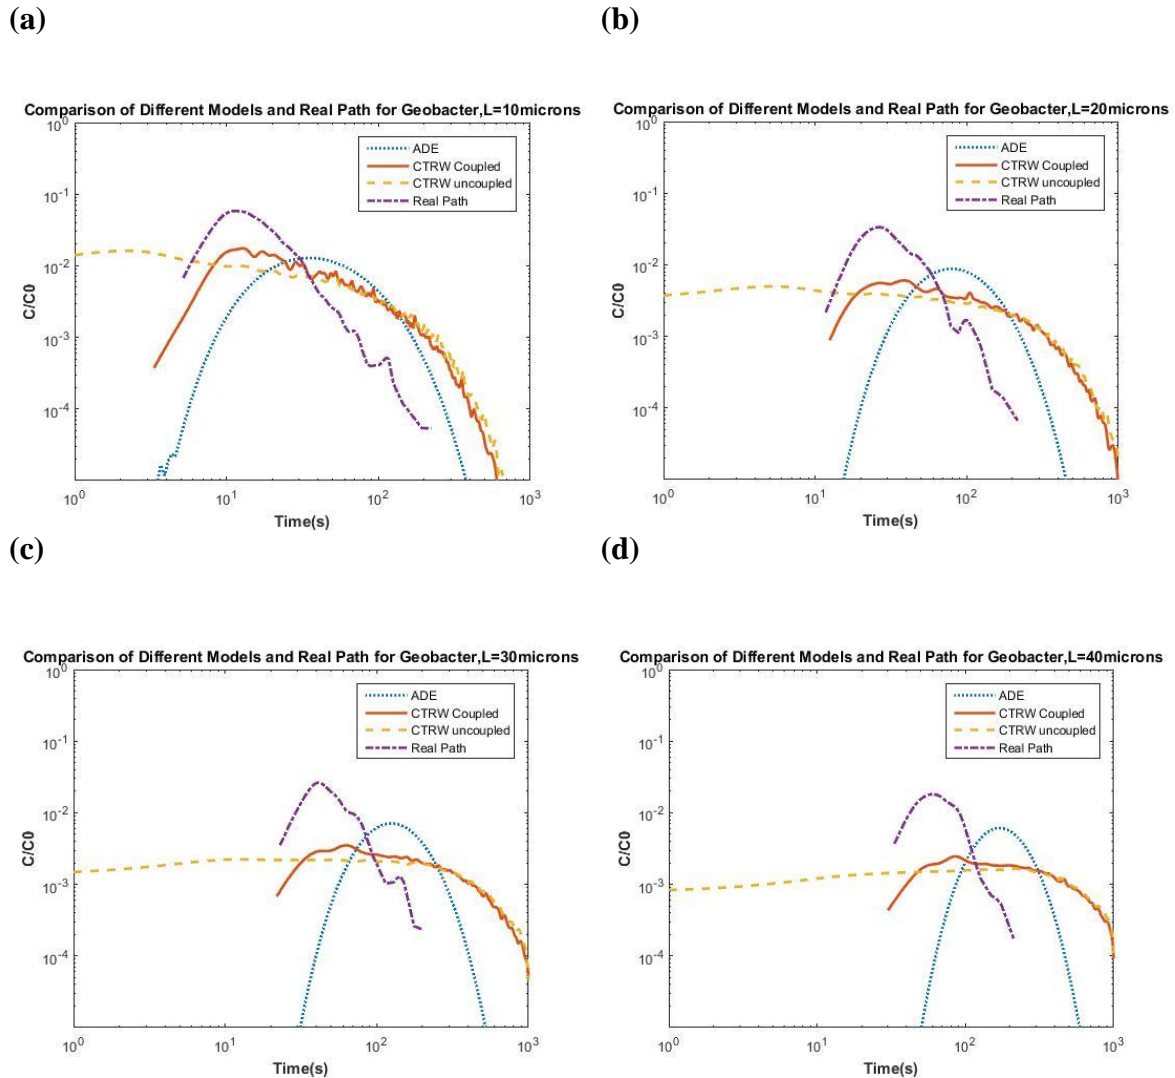 (a)
Comparison of Different Models and Real Path for Geobacter,L=10microns
10^0
10^-1
10^-2
10^-3
10^-4
C/C0
ADE
CTRW Coupled
CTRW uncoupled
Real Path
10^0 10^1 10^2 10^3
Time(s)
(b)
Comparison of Different Models and Real Path for Geobacter,L=20microns
10^0
10^-1
10^-2
10^-3
10^-4
C/C0
ADE
CTRW Coupled
CTRW uncoupled
Real Path
10^0 10^1 10^2 10^3
Time(s)
(c)
Comparison of Different Models and Real Path for Geobacter,L=30microns
10^0
10^-1
10^-2
10^-3
10^-4
C/C0
ADE
CTRW Coupled
CTRW uncoupled
Real Path
10^0 10^1 10^2 10^3
Time(s)
(d)
Comparison of Different Models and Real Path for Geobacter,L=40microns
10^0
10^-1
10^-2
10^-3
10^-4
C/C0
ADE
CTRW Coupled
CTRW uncoupled
Real Path
10^0 10^1 10^2 10^3
Time(s)